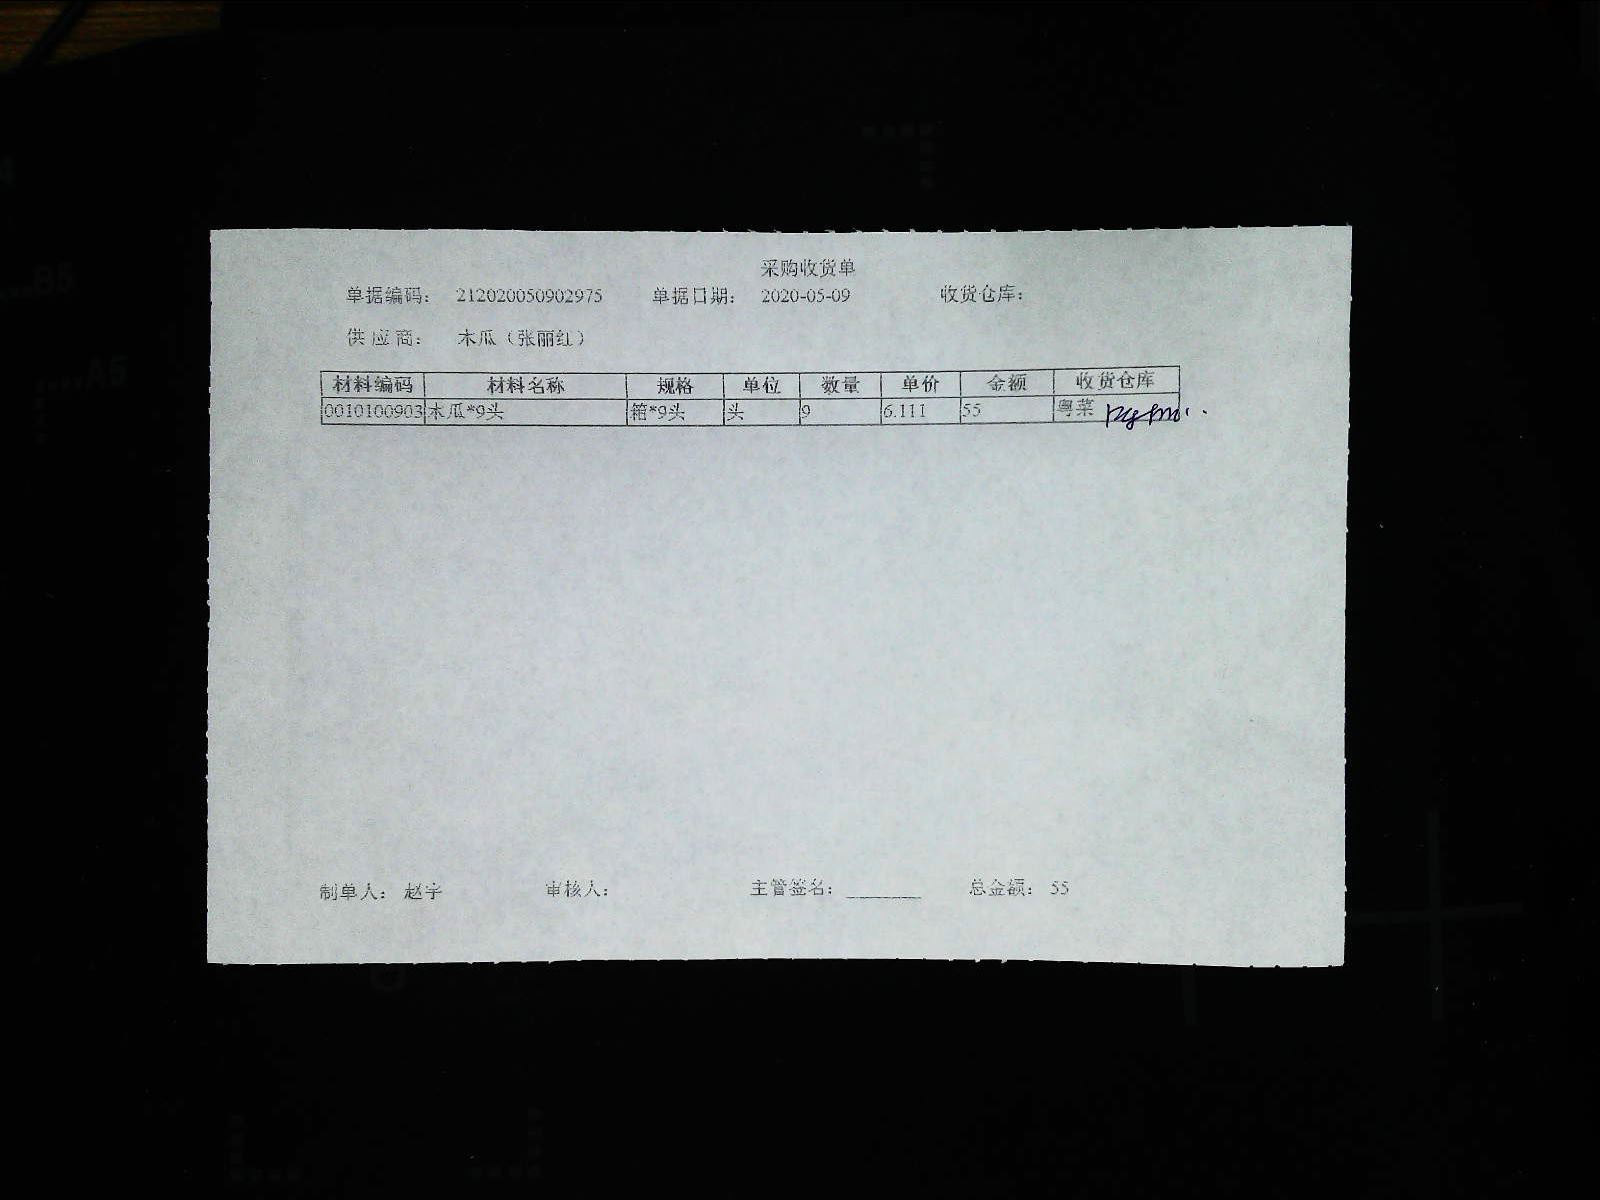 采购收货单
单据编码： 212020050902975 单据日期： 2020-05-09 收货仓库：
供应商： 木瓜（张丽红）
材料编码 材料名称 规格 单位 数量 单价 金额 收货仓库
0010100903 木瓜*9头 箱*9头 头 9 6.111 55 粤菜
制单人： 赵宇 审核人： 主管签名： ________ 总金额： 55
B5
A5